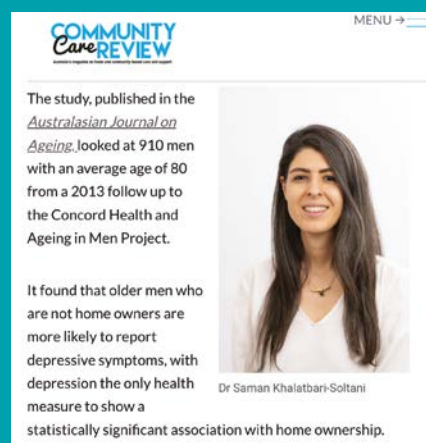 MENU →
COMMUNITY
Care REVIEW
The study, published in the
Australasian Journal on
Ageing, looked at 910 men
with an average age of 80
from a 2013 follow up to
the Concord Health and
Ageing in Men Project.
It found that older men who
are not home owners are
more likely to report
depressive symptoms, with
depression the only health
measure to show a
statistically significant association with home ownership.
Dr Saman Khalatbari-Soltani